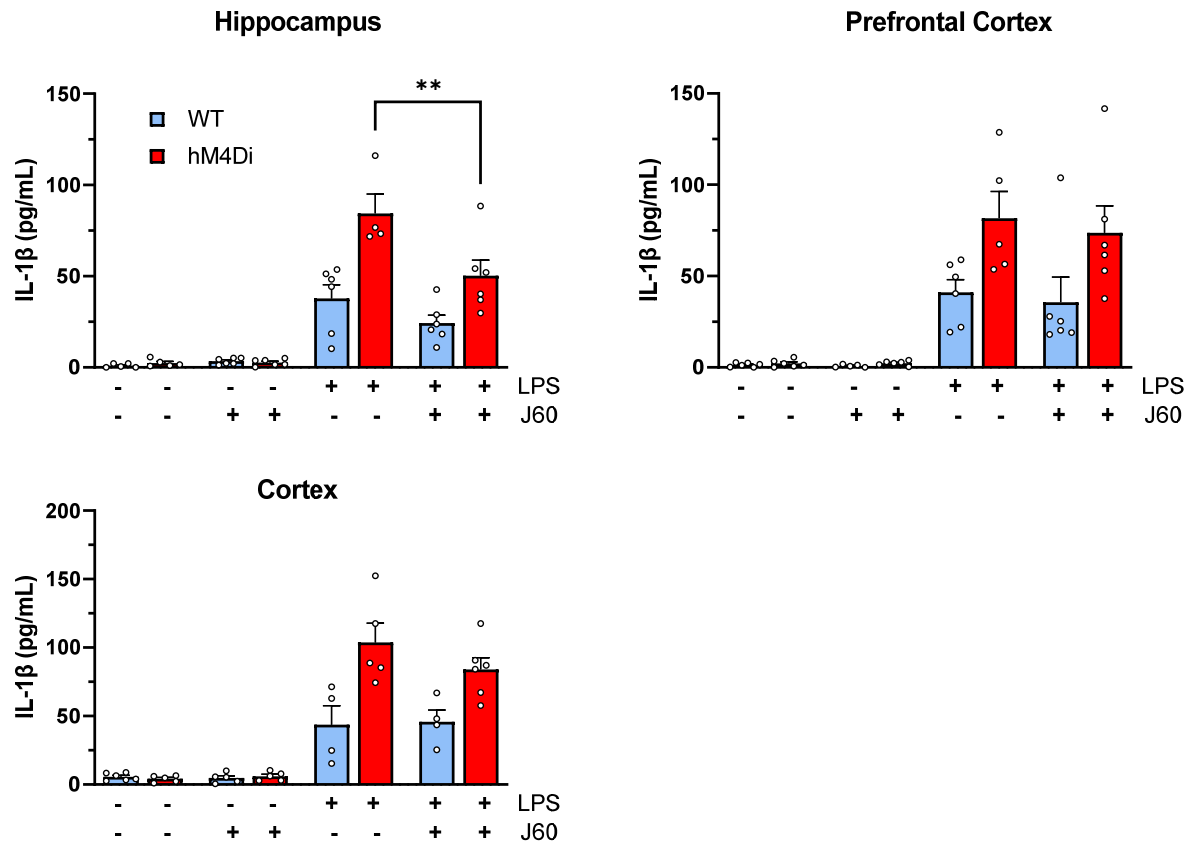 Hippocampus
Prefrontal Cortex
**
150
100
50
0
IL-1β (pg/mL)
WT
hM4Di
- - - - + + + + LPS
- - + + - - + + J60
150
100
50
0
IL-1β (pg/mL)
- - - - + + + + LPS
- - + + - - + + J60
Cortex
200
150
100
50
0
IL-1β (pg/mL)
- - - - + + + + LPS
- - + + - - + + J60